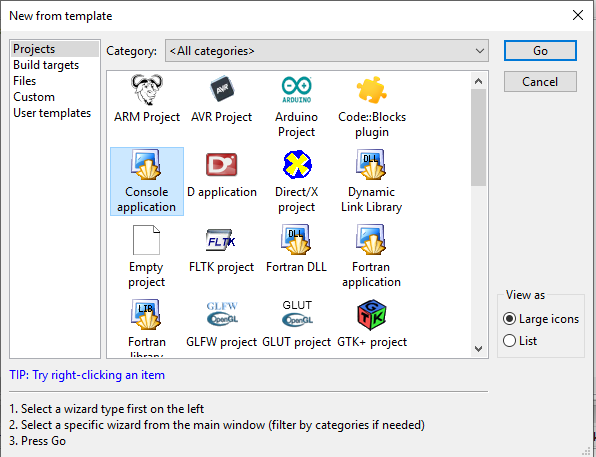 New from template
Projects
Build targets
Files
Custom
User templates
Category:
<All categories>
Go
Cancel
ARM Project
AVR Project
ARDUINO
Arduino
Project
Code::Blocks
plugin
Console
application
D application
Direct/X
project
DLL
Dynamic
Link Library
Empty
project
FLTK
FLTK project
DLL
Fortran DLL
Fortran
application
LIB
Fortran
library
GLFW
OpenGL
GLFW project
GLUT
OpenGL
GLUT project
GTK
GTK+ project
View as
Large icons
List
TIP: Try right-clicking an item
1. Select a wizard type first on the left
2. Select a specific wizard from the main window (filter by categories if needed)
3. Press Go